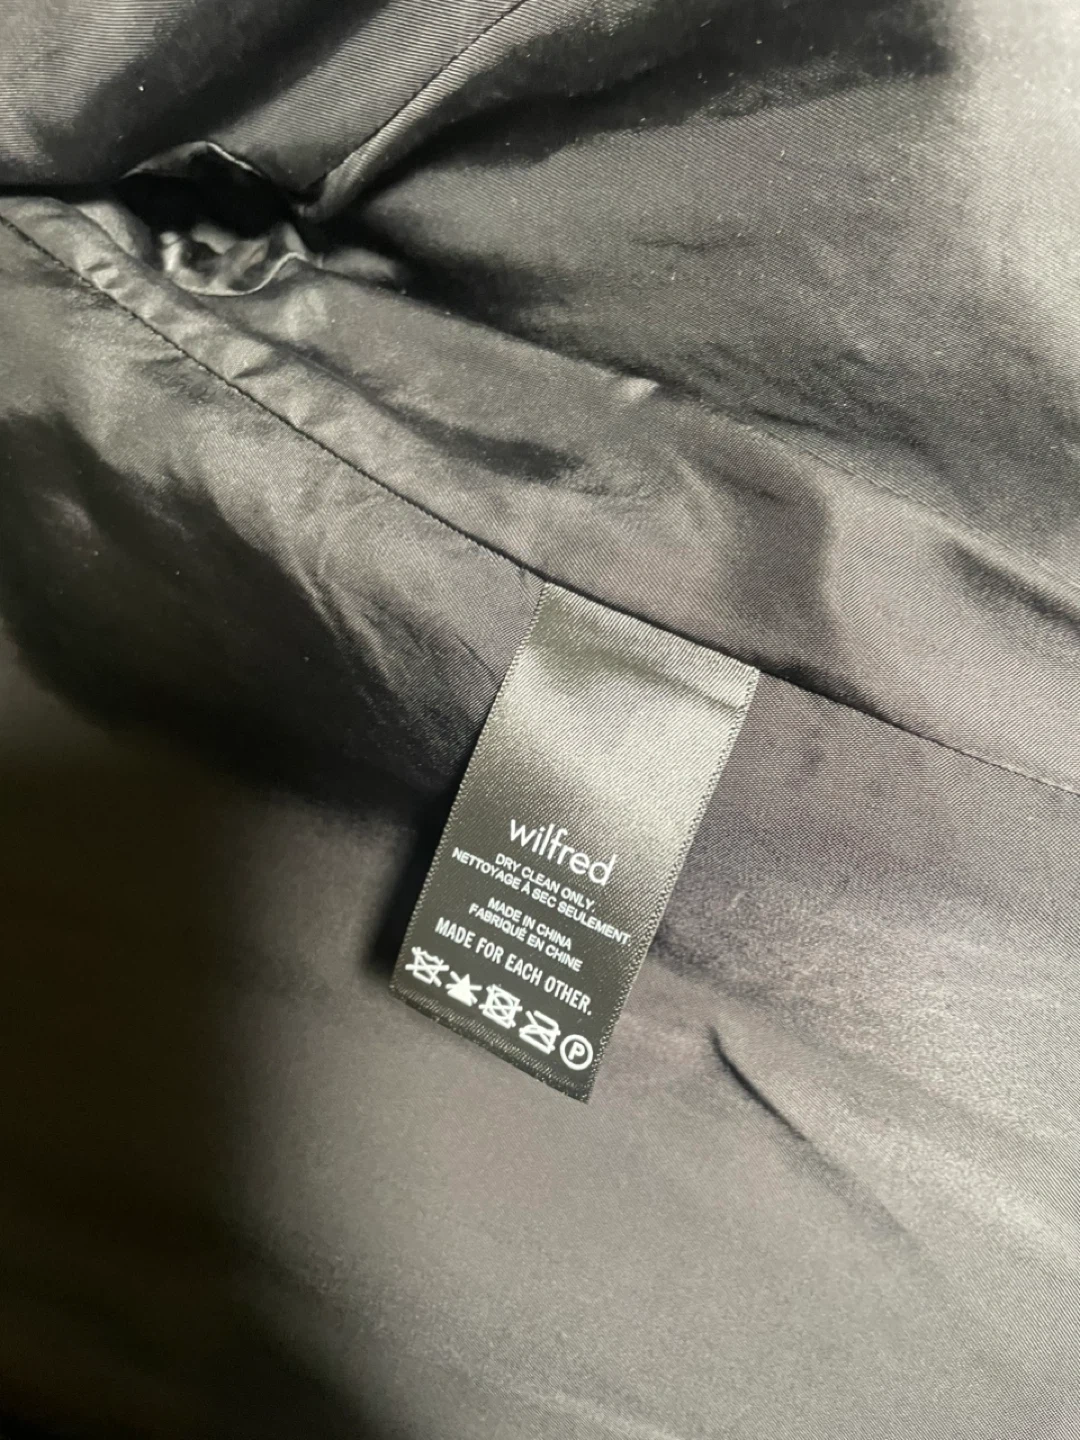 wilfred
DRY CLEAN ONLY.
NETTOYAGE À SEC SEULEMENT.
MADE IN CHINA
FABRIQUÉ EN CHINE
MADE FOR EACH OTHER.
P